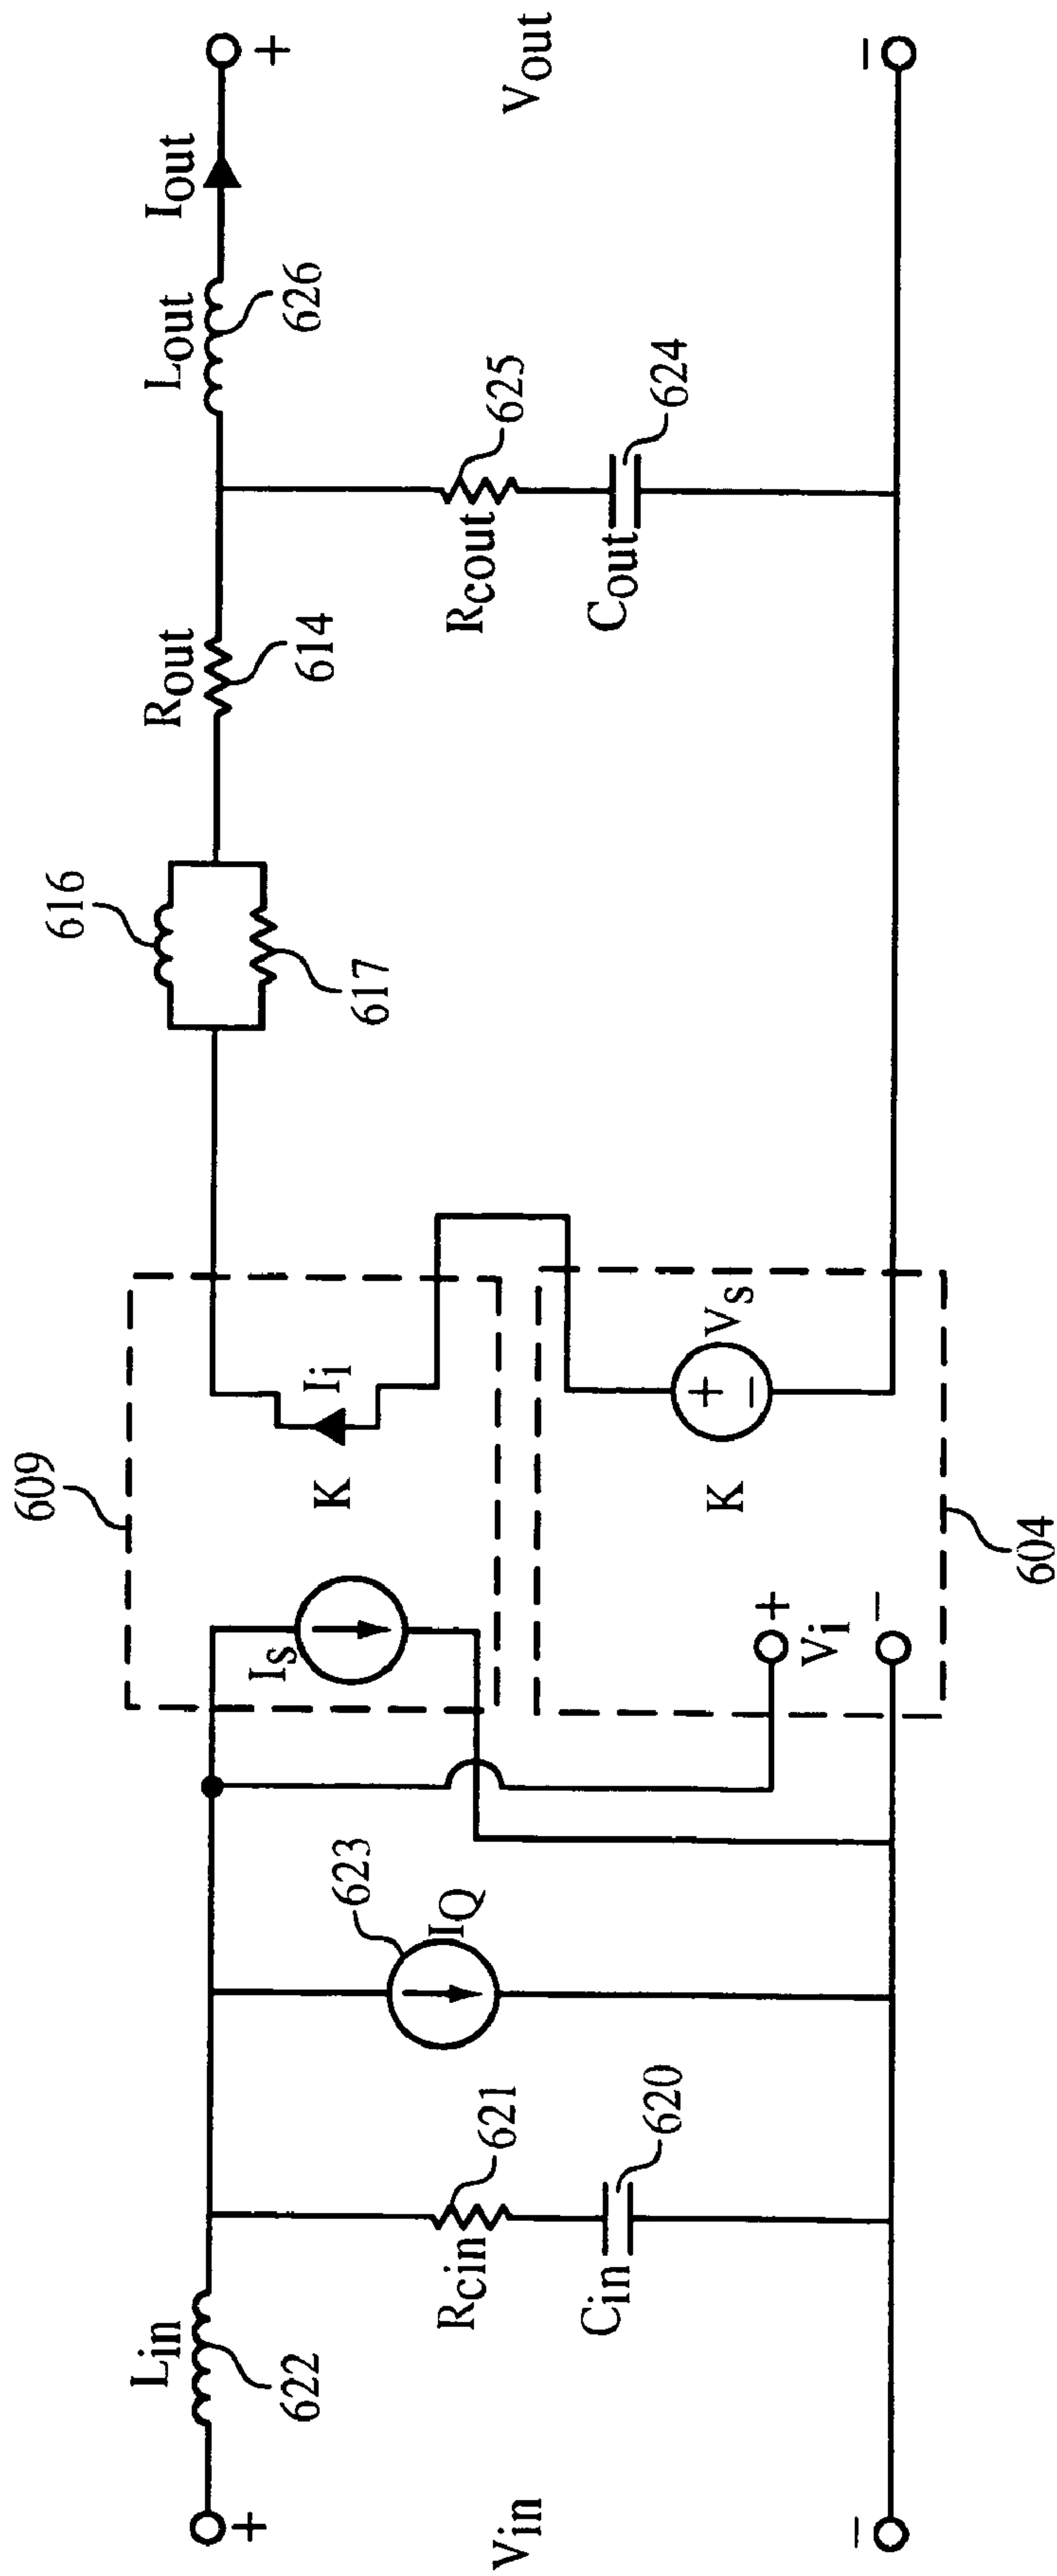 +
Vin
−
Lin
622
Rcin
621
Cin
620
623
IQ
609
Is
K
Ii
+
Vi
−
K
+
−
Vs
604
616
617
Rout
614
Rcout
625
Cout
624
Lout
626
Iout
+
Vout
−